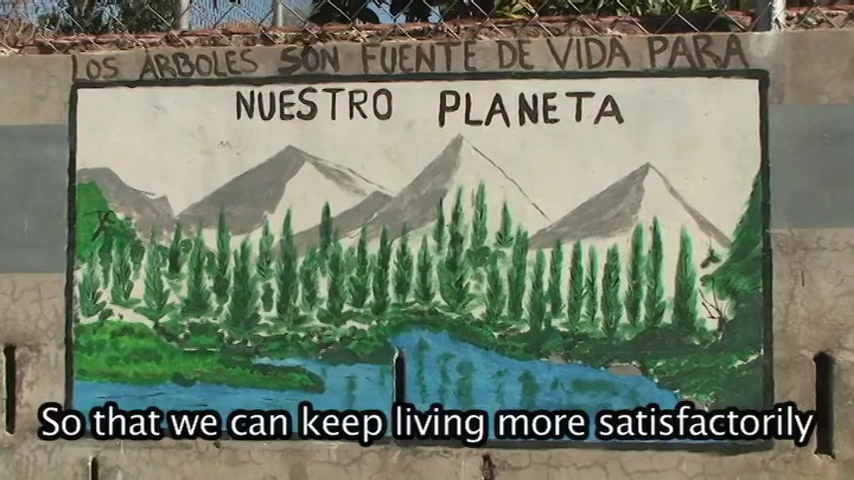 LOS ARBOLES SON FUENTE DE VIDA PARA
NUESTRO PLANETA
So that we can keep living more satisfactorily